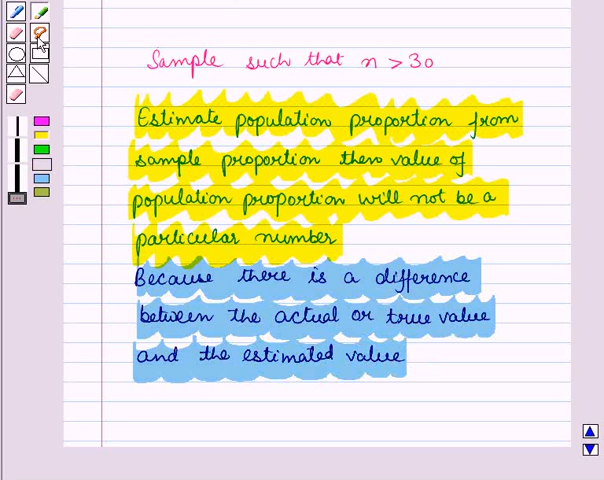 Sample such that n > 30
Estimate population proportion from
sample proportion then value of
population proportion will not be a
particular number
Because there is a difference
between the actual or true value
and the estimated value